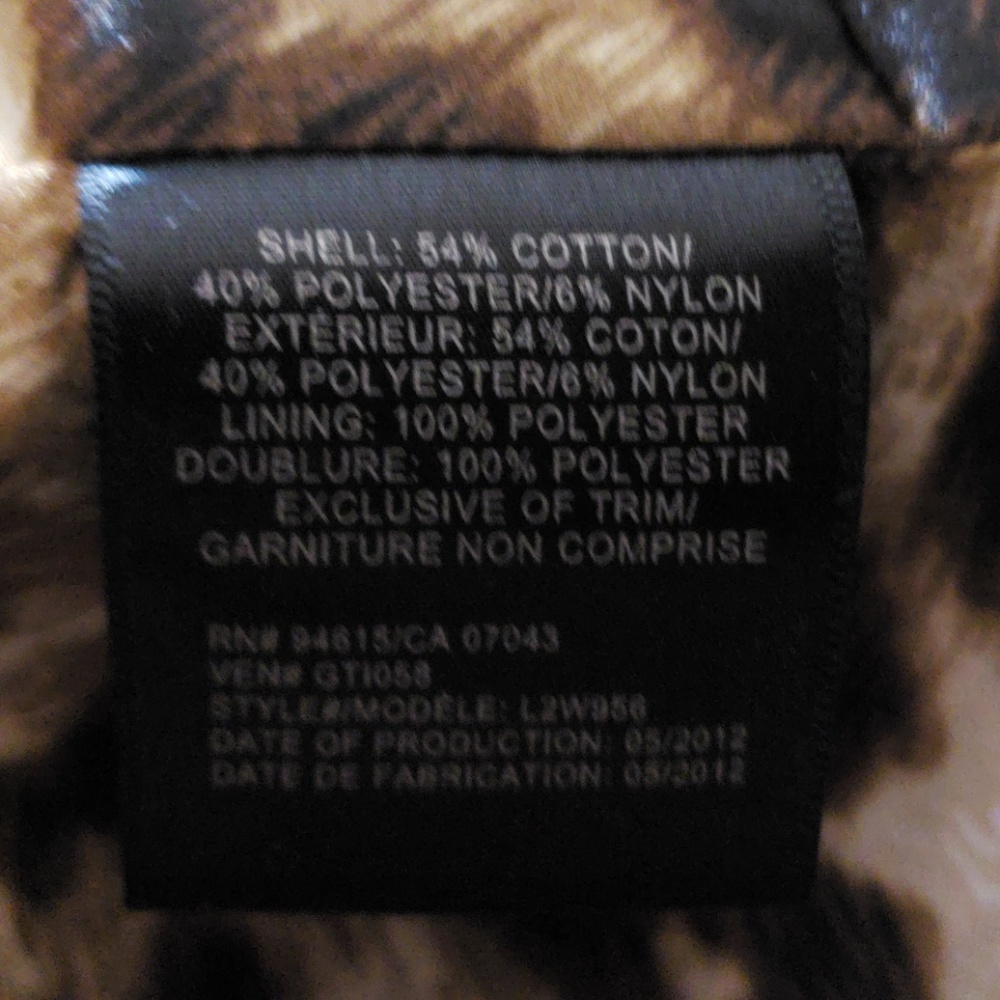 SHELL: 54% COTTON/
40% POLYESTER/6% NYLON
EXTÉRIEUR: 54% COTON/
40% POLYESTER/6% NYLON
LINING: 100% POLYESTER
DOUBLURE: 100% POLYESTER
EXCLUSIVE OF TRIM/
GARNITURE NON COMPRISE
RN# 94615/CA 07043
VEN# GTI058
STYLE#/MODÈLE: L2W956
DATE OF PRODUCTION: 05/2012
DATE DE FABRICATION: 05/2012